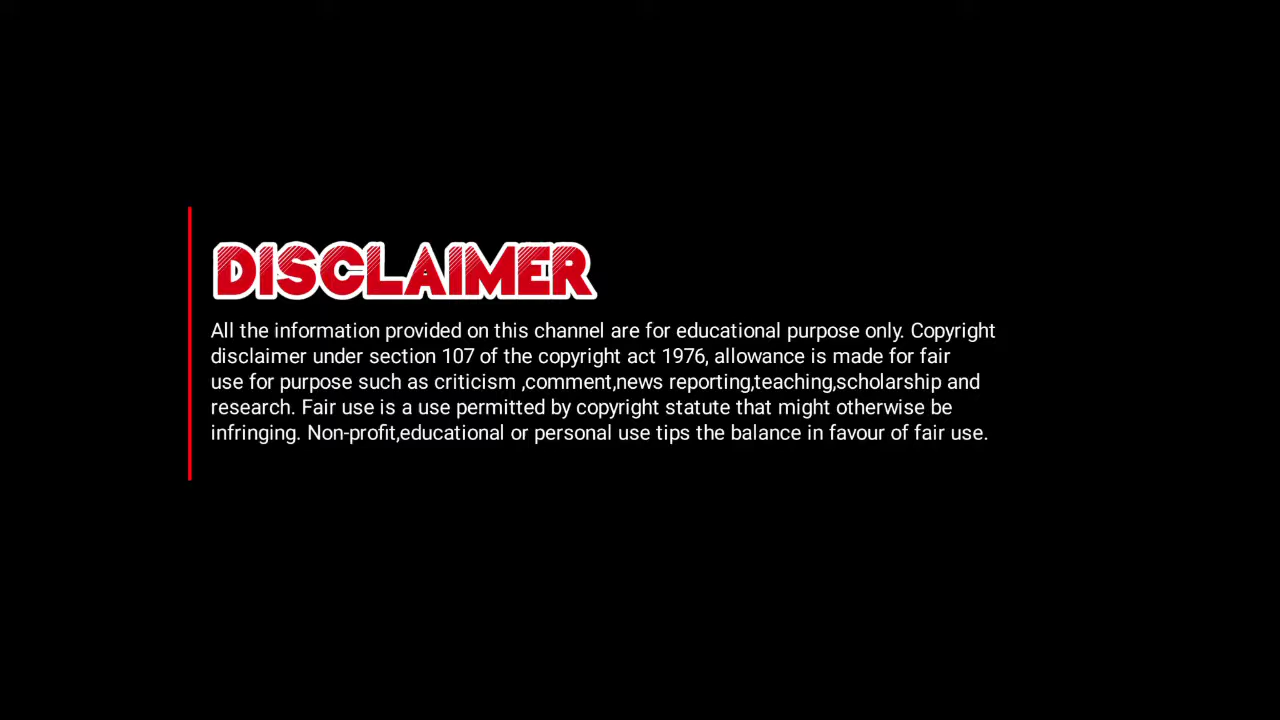 DISCLAIMER
All the information provided on this channel are for educational purpose only. Copyright
disclaimer under section 107 of the copyright act 1976, allowance is made for fair
use for purpose such as criticism ,comment,news reporting,teaching,scholarship and
research. Fair use is a use permitted by copyright statute that might otherwise be
infringing. Non-profit,educational or personal use tips the balance in favour of fair use.